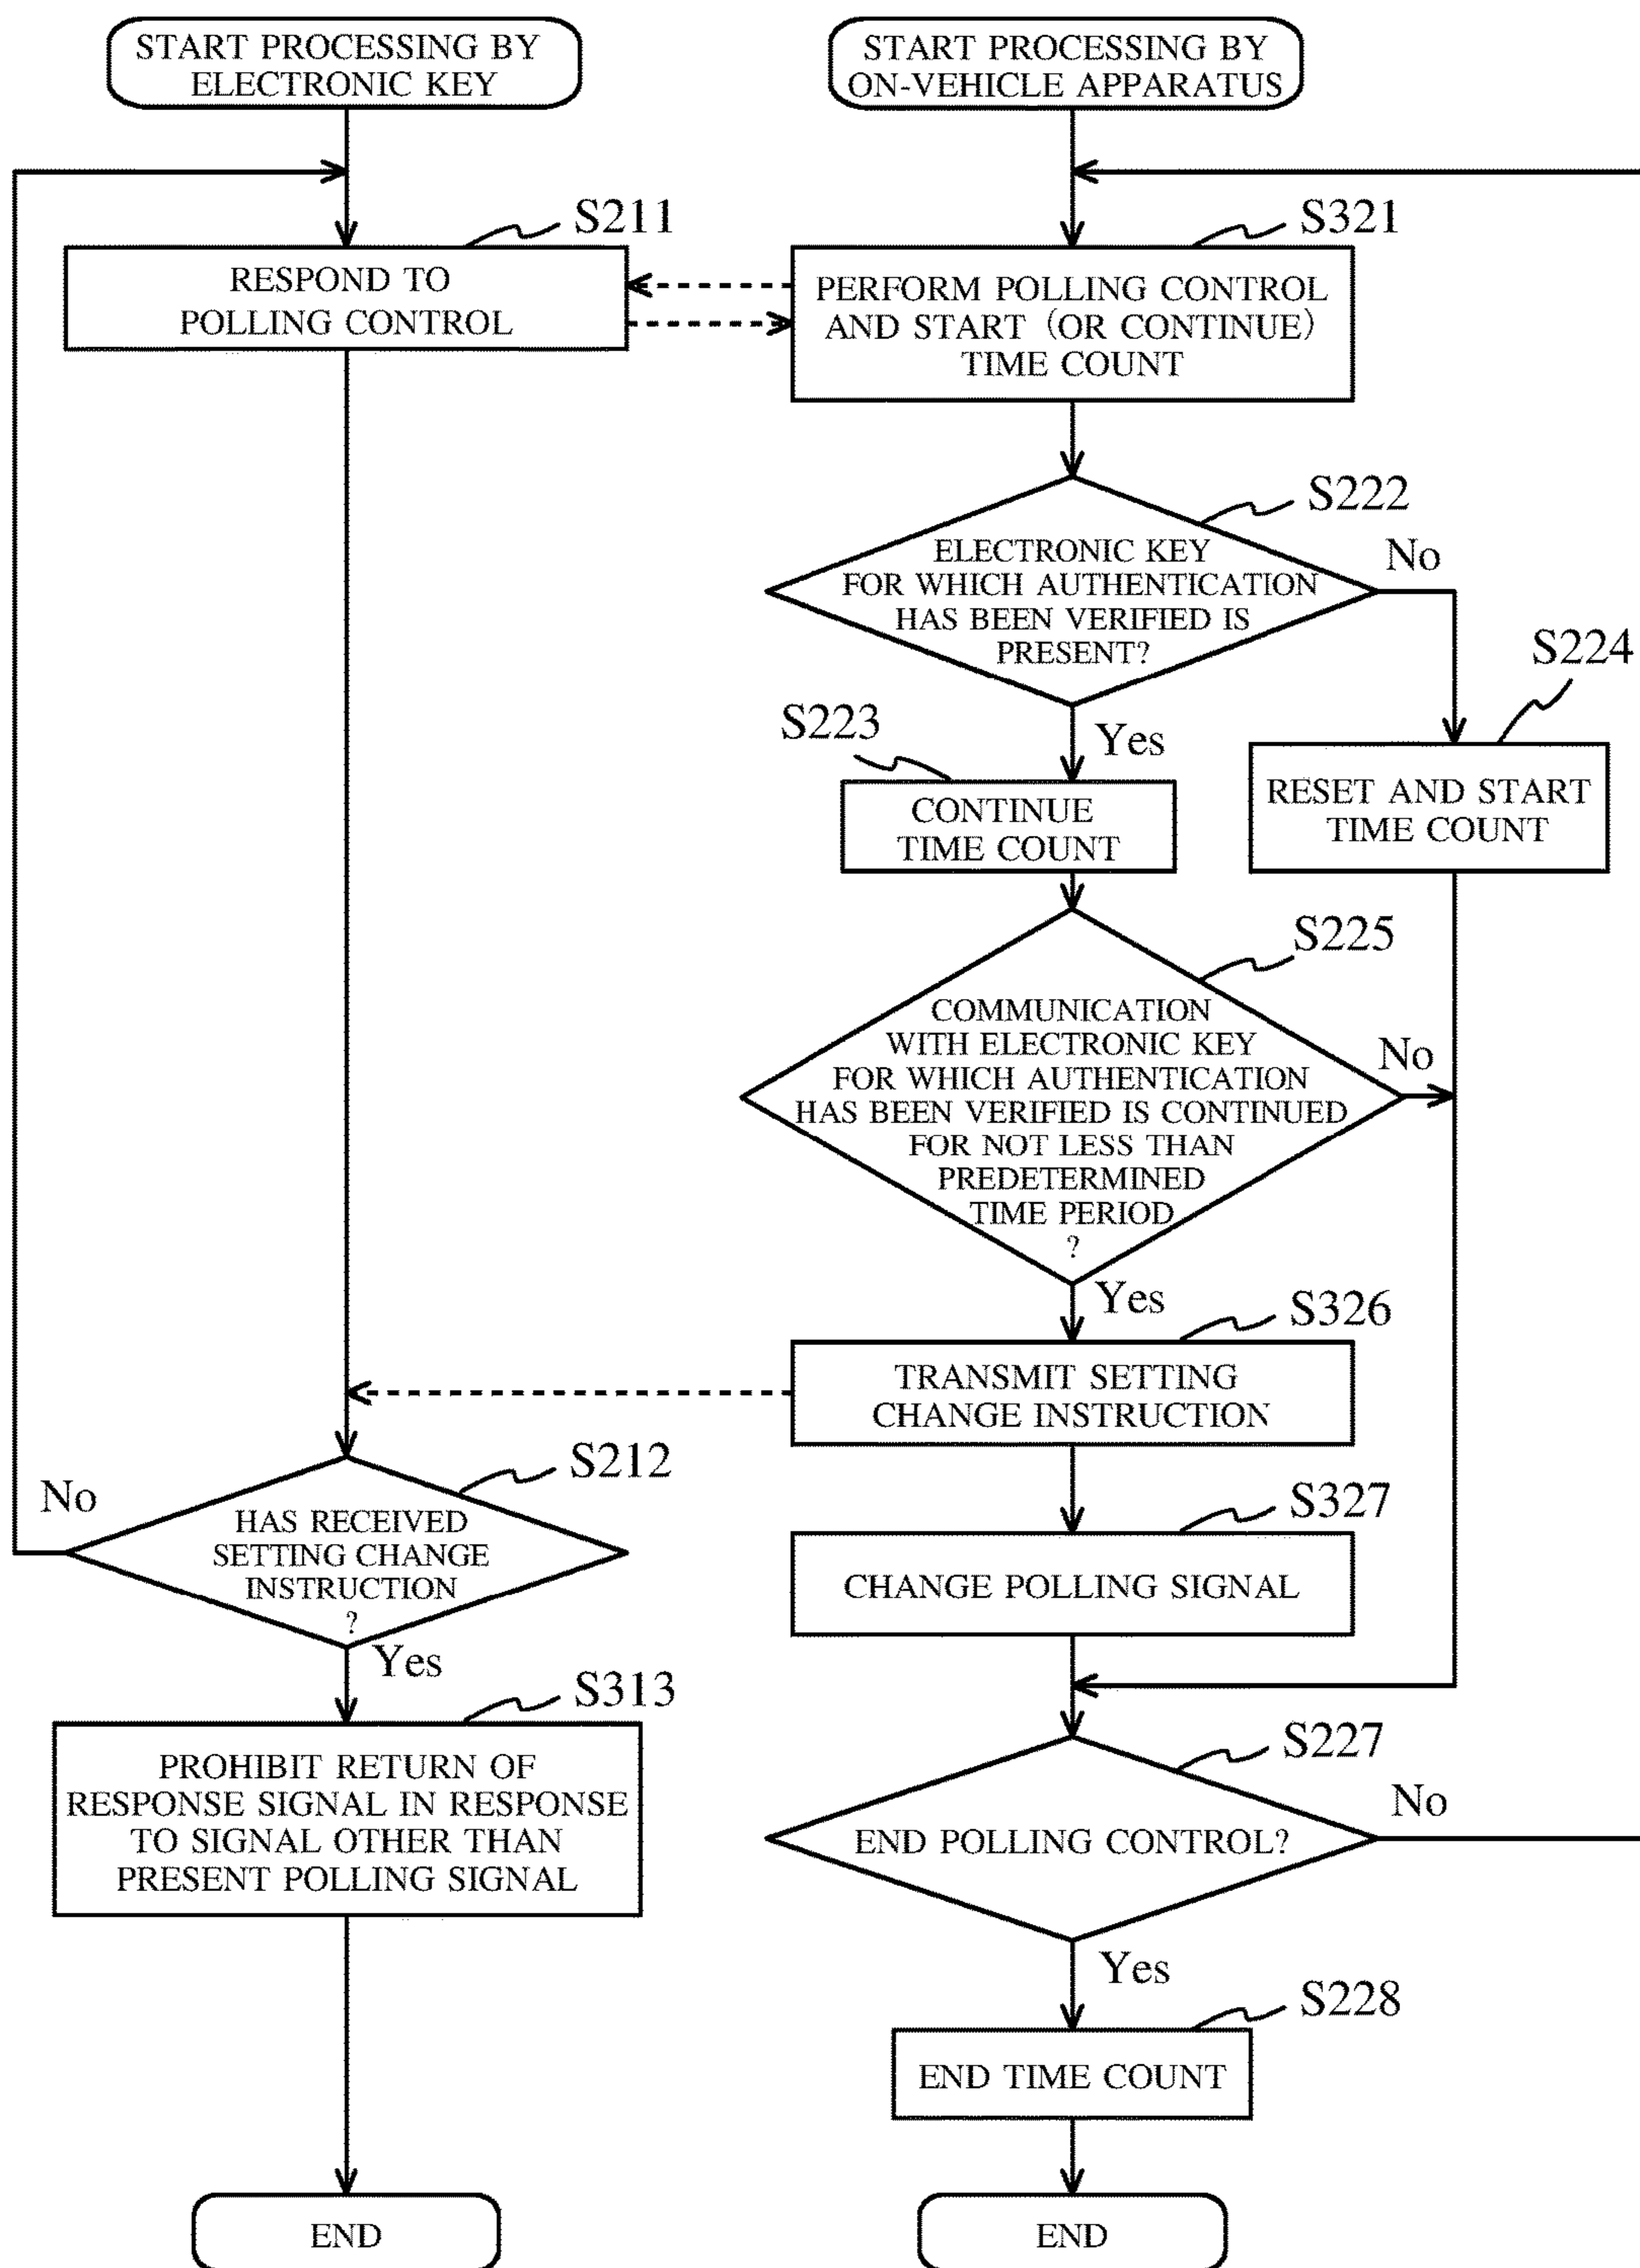 START PROCESSING BY
ELECTRONIC KEY
START PROCESSING BY
ON-VEHICLE APPARATUS
S211
RESPOND TO
POLLING CONTROL
S321
PERFORM POLLING CONTROL
AND START (OR CONTINUE)
TIME COUNT
S222
ELECTRONIC KEY
FOR WHICH AUTHENTICATION
HAS BEEN VERIFIED IS
PRESENT?
No
Yes
S224
RESET AND START
TIME COUNT
S223
CONTINUE
TIME COUNT
S225
COMMUNICATION
WITH ELECTRONIC KEY
FOR WHICH AUTHENTICATION
HAS BEEN VERIFIED IS CONTINUED
FOR NOT LESS THAN
PREDETERMINED
TIME PERIOD
?
No
Yes
S326
TRANSMIT SETTING
CHANGE INSTRUCTION
S212
HAS RECEIVED
SETTING CHANGE
INSTRUCTION
?
No
Yes
S327
CHANGE POLLING SIGNAL
S313
PROHIBIT RETURN OF
RESPONSE SIGNAL IN RESPONSE
TO SIGNAL OTHER THAN
PRESENT POLLING SIGNAL
S227
END POLLING CONTROL?
No
Yes
S228
END TIME COUNT
END
END